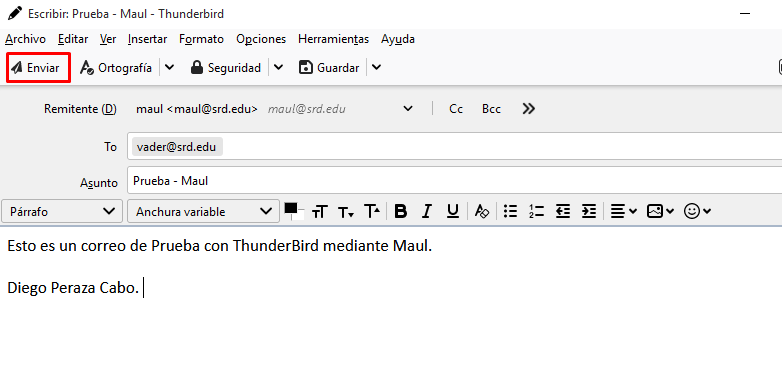 Escribir: Prueba - Maul - Thunderbird
Archivo Editar Ver Insertar Formato Opciones Herramientas Ayuda
Enviar Ortografía Seguridad Guardar
Remitente (D) maul <maul@srd.edu> maul@srd.edu Cc Bcc
To vader@srd.edu
Asunto Prueba - Maul
Párrafo Anchura variable B I U
Esto es un correo de Prueba con ThunderBird mediante Maul.
Diego Peraza Cabo.